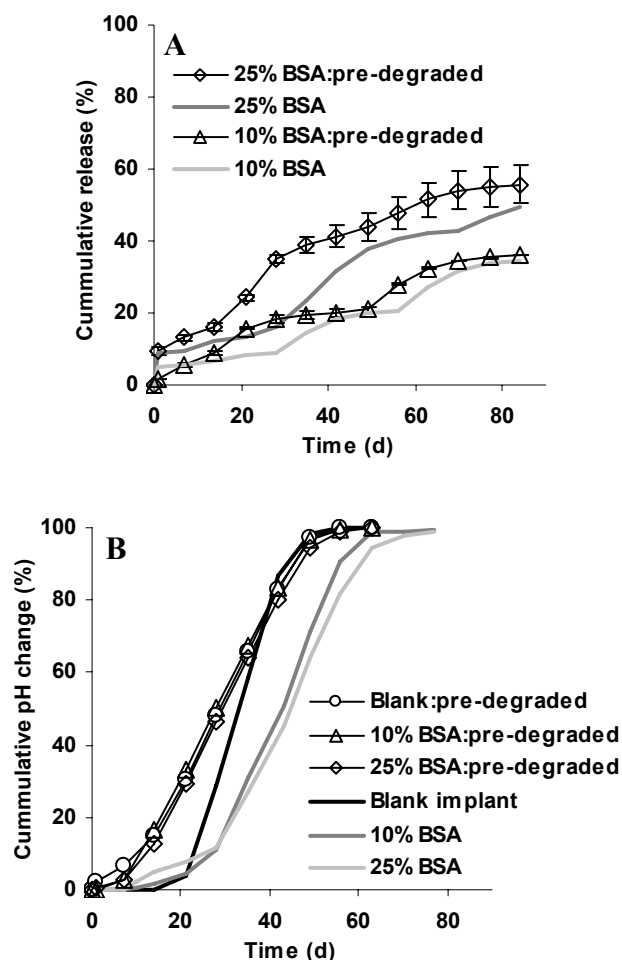 A
100
80
60
40
20
0
Cummulative release (%)
25% BSA:pre-degraded
25% BSA
10% BSA:pre-degraded
10% BSA
0 20 40 60 80
Time (d)
B
100
80
60
40
20
0
Cummulative pH change (%)
Blank:pre-degraded
10% BSA:pre-degraded
25% BSA:pre-degraded
Blank implant
10% BSA
25% BSA
0 20 40 60 80
Time (d)